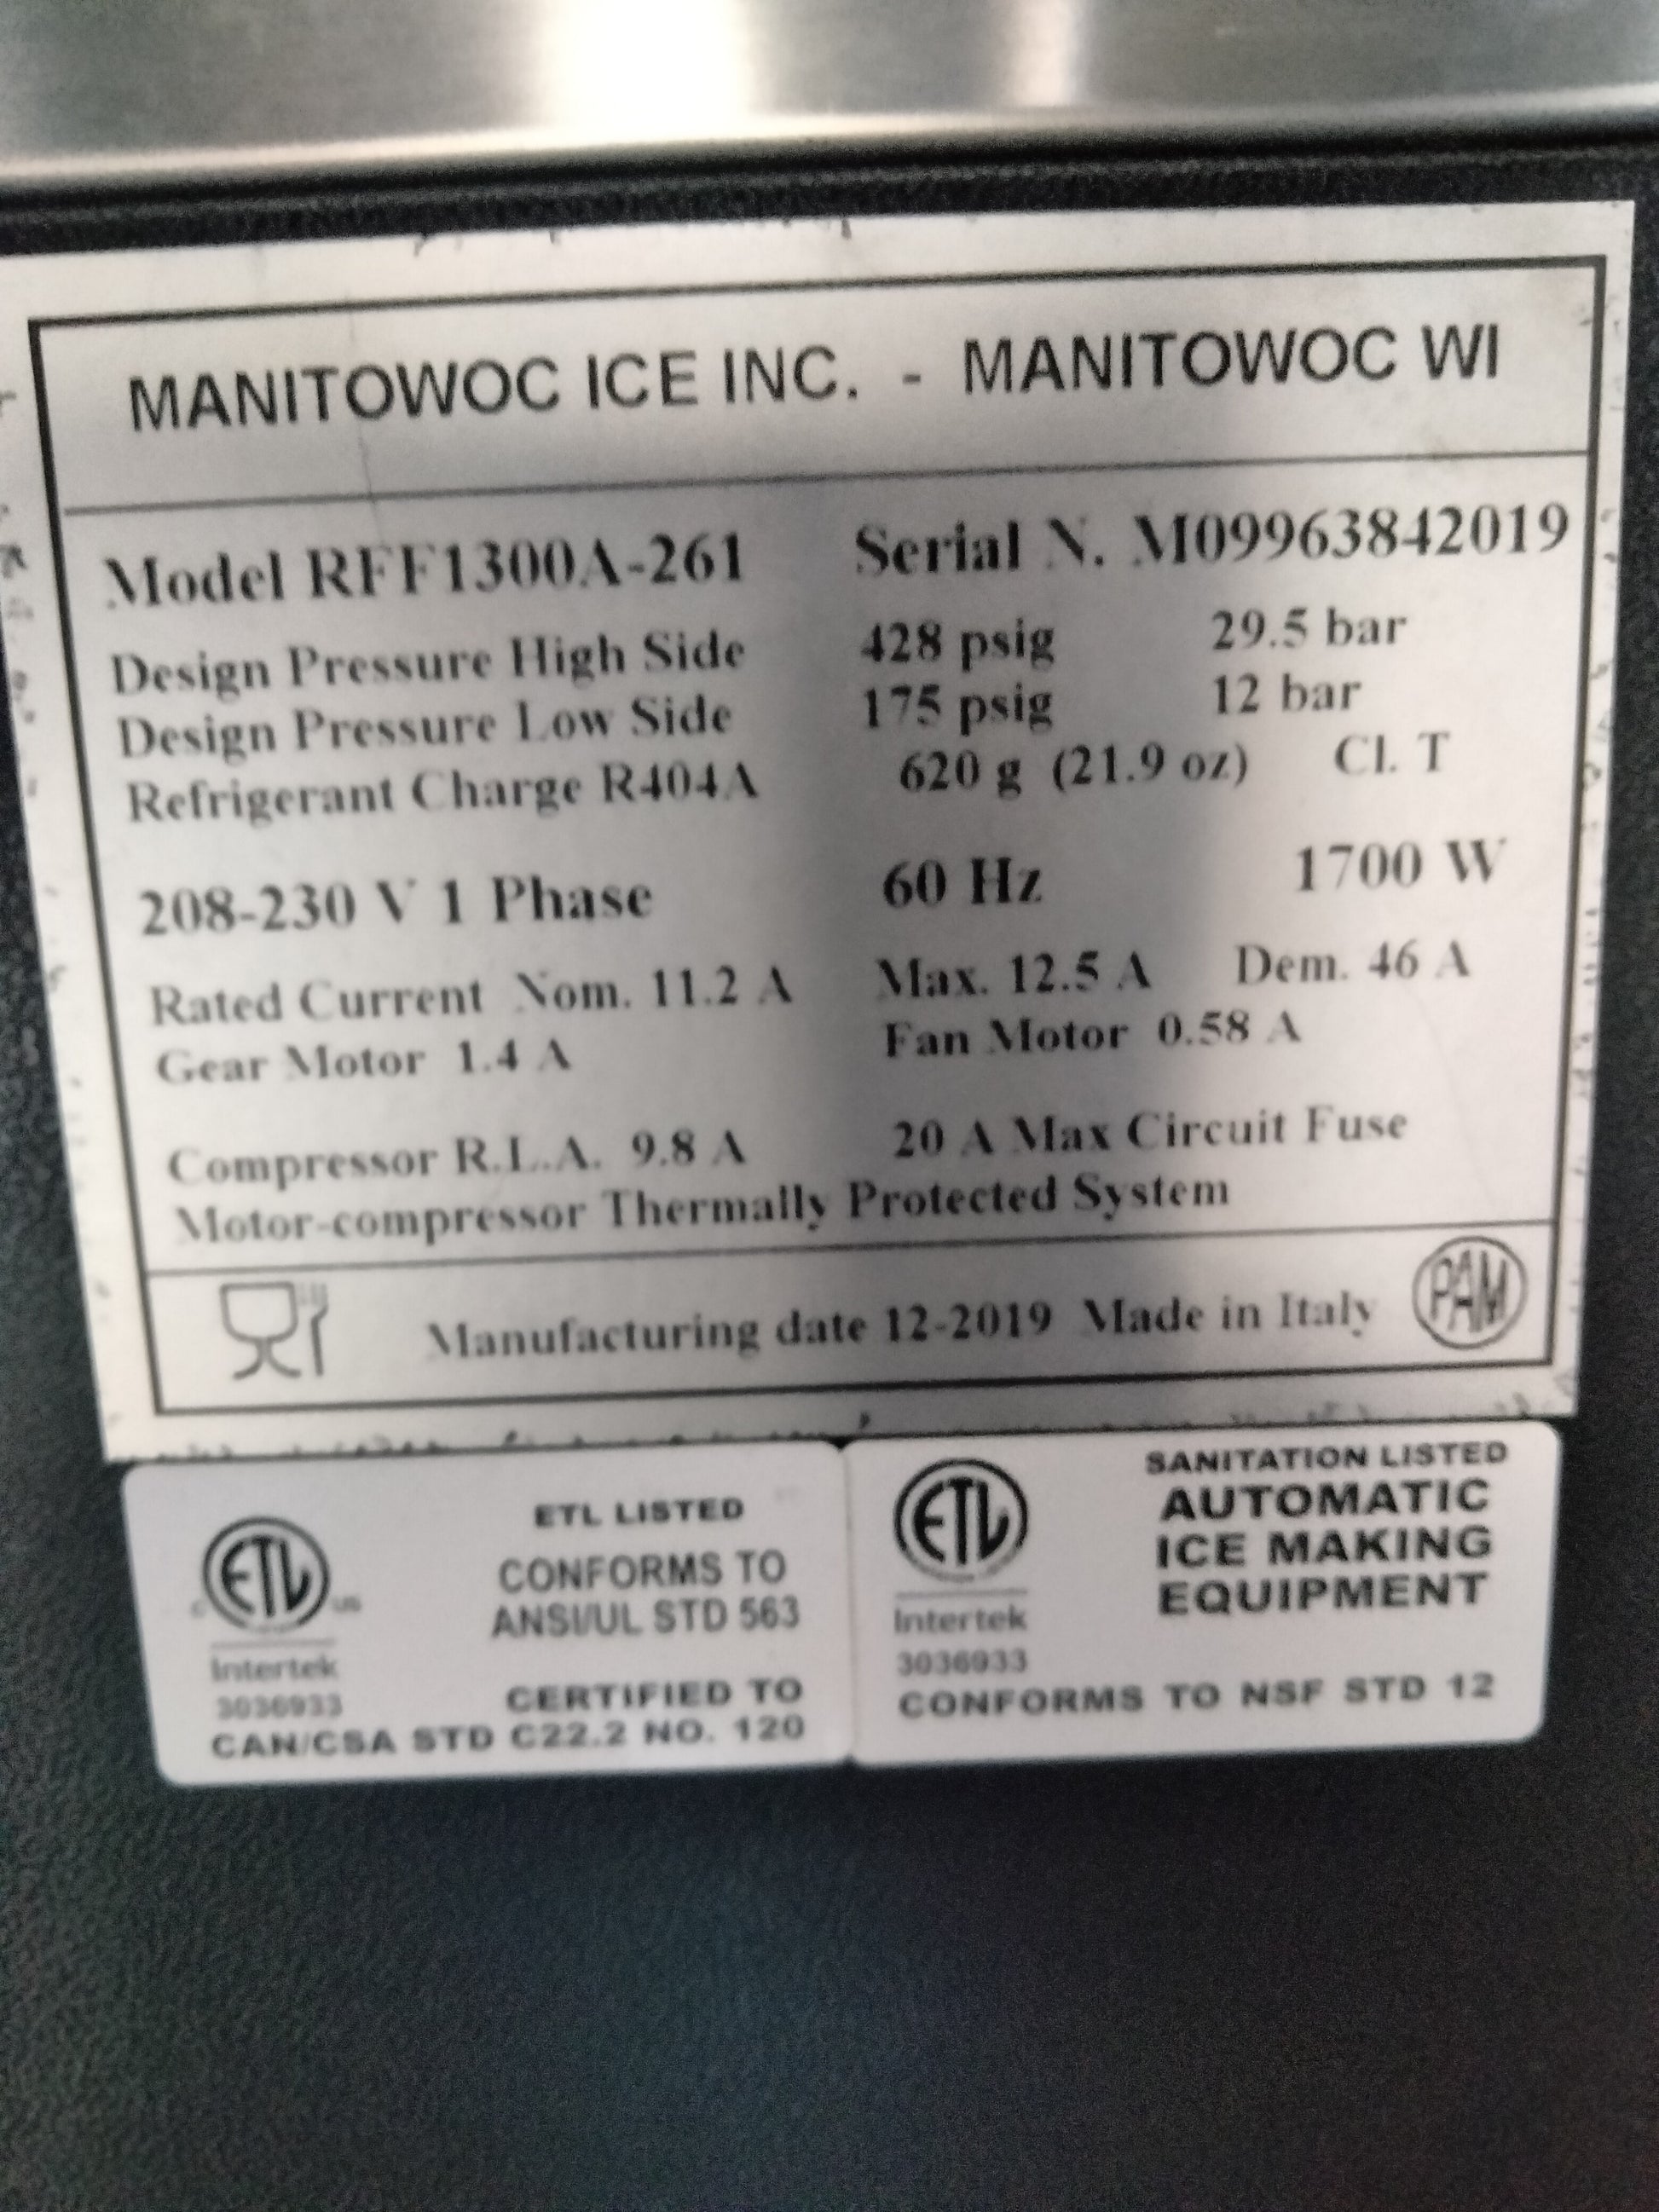 MANITOWOC ICE INC. - MANITOWOC WI
Model RFF1300A-261 Serial N. M09963842019
Design Pressure High Side 428 psig 29.5 bar
Design Pressure Low Side 175 psig 12 bar
Refrigerant Charge R404A 620 g (21.9 oz) Cl. T
208-230 V 1 Phase 60 Hz 1700 W
Rated Current Nom. 11.2 A Max. 12.5 A Dem. 46 A
Gear Motor 1.4 A Fan Motor 0.58 A
Compressor R.L.A. 9.8 A 20 A Max Circuit Fuse
Motor-compressor Thermally Protected System
Manufacturing date 12-2019 Made in Italy PAM
ETL LISTED
CONFORMS TO
ANSI/UL STD 563
C ETL US
Intertek
3036933
CERTIFIED TO
CAN/CSA STD C22.2 NO. 120
SANITATION LISTED
AUTOMATIC
ICE MAKING
EQUIPMENT
ETL
Intertek
3036933
CONFORMS TO NSF STD 12